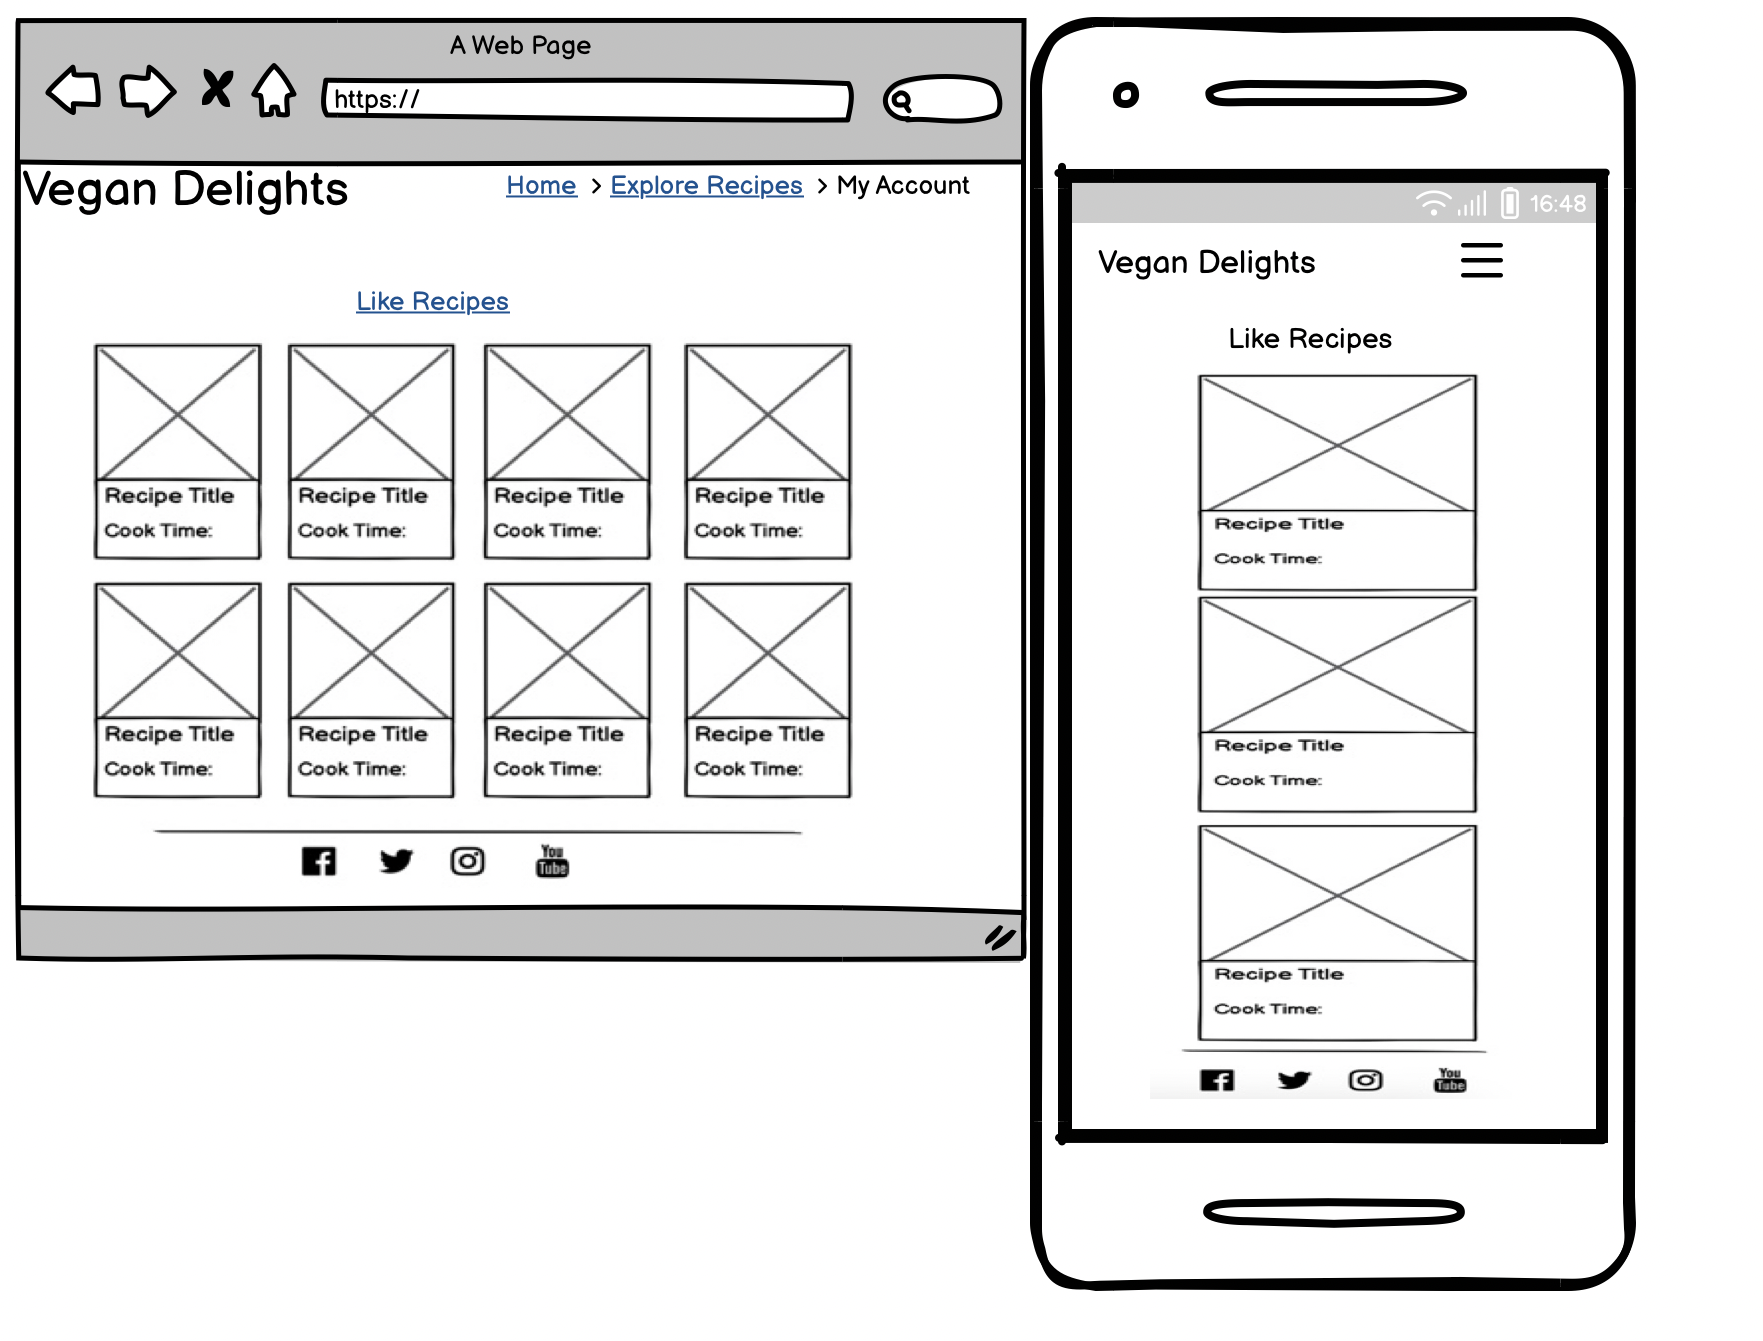 A Web Page
https://
Vegan Delights
Home > Explore Recipes > My Account
Like Recipes
Recipe Title Recipe Title Recipe Title Recipe Title
Cook Time: Cook Time: Cook Time: Cook Time:
Recipe Title Recipe Title Recipe Title Recipe Title
Cook Time: Cook Time: Cook Time: Cook Time:
You
Tube
16:48
Vegan Delights
Like Recipes
Recipe Title
Cook Time:
Recipe Title
Cook Time:
Recipe Title
Cook Time:
You
Tube